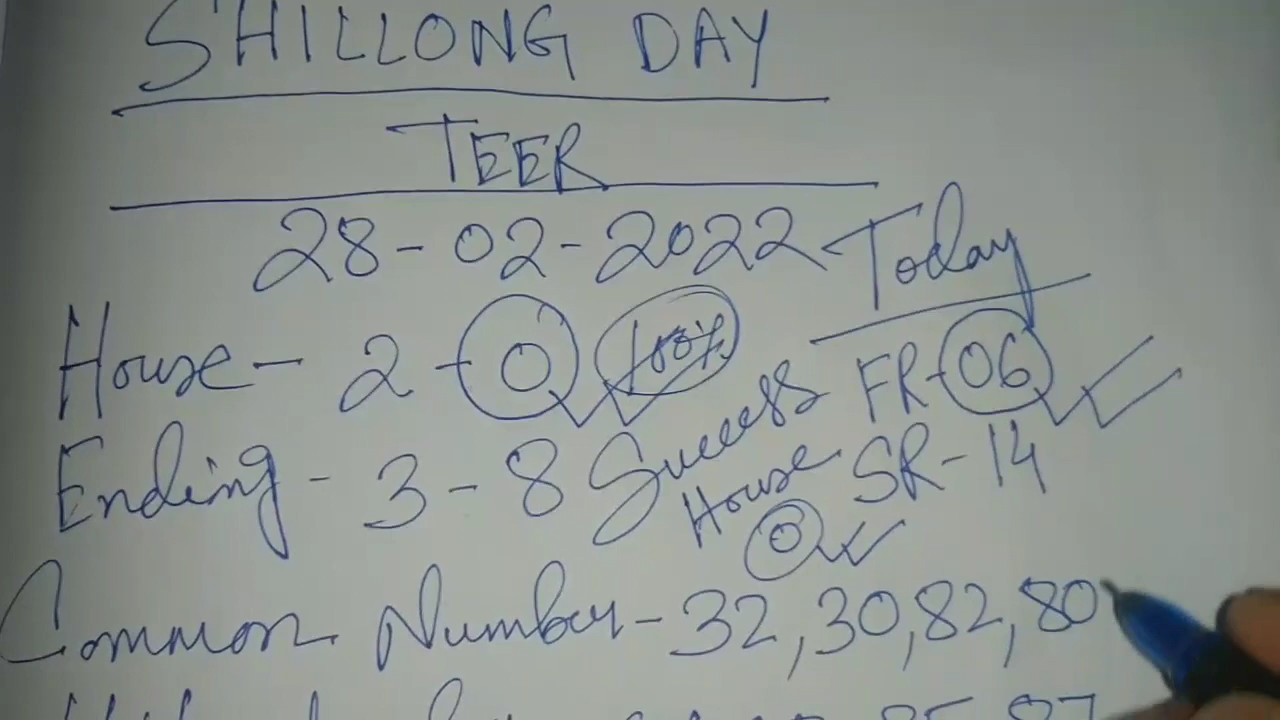 SHILLONG DAY
TEER
28-02-2022 Today
House - 2 - 0 100% FR-06
Ending - 3 - 8 Success House 0 SR-14
Common Number - 32, 30, 82, 80